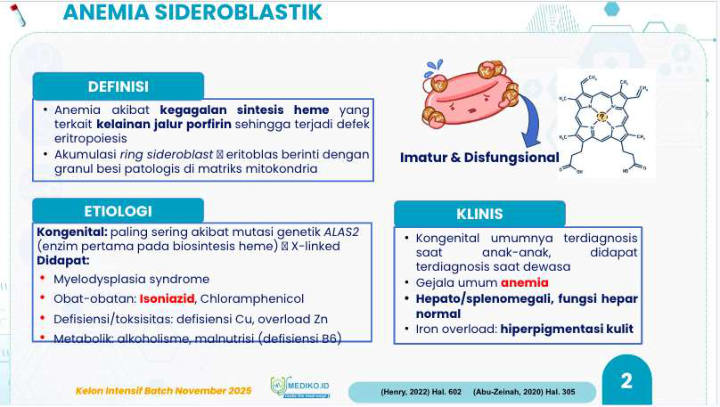 ANEMIA SIDEROBLASTIK
DEFINISI
• Anemia akibat kegagalan sintesis heme yang
terkait kelainan jalur porfirin sehingga terjadi defek
eritropoiesis
• Akumulasi ring sideroblast  eritoblas berinti dengan
granul besi patologis di matriks mitokondria
Imatur & Disfungsional
ETIOLOGI
Kongenital: paling sering akibat mutasi genetik ALAS2
(enzim pertama pada biosintesis heme)  X-linked
Didapat:
• Myelodysplasia syndrome
• Obat-obatan: Isoniazid, Chloramphenicol
• Defisiensi/toksisitas: defisiensi Cu, overload Zn
• Metabolik: alkoholisme, malnutrisi (defisiensi B6)
KLINIS
• Kongenital umumnya terdiagnosis
saat anak-anak, didapat
terdiagnosis saat dewasa
• Gejala umum anemia
• Hepato/splenomegali, fungsi hepar
normal
• Iron overload: hiperpigmentasi kulit
Kelon Intensif Batch November 2025
MEDIKO.ID
(Henry, 2022) Hal. 602 (Abu-Zeinah, 2020) Hal. 305
2